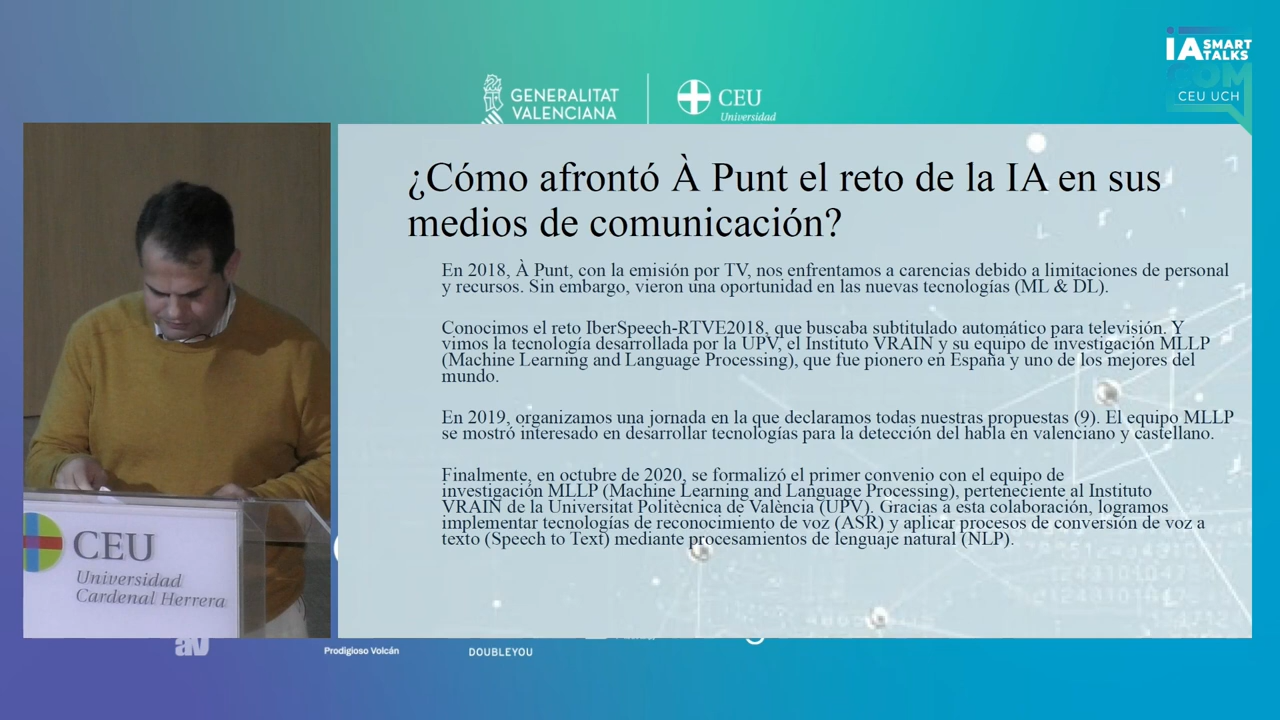 IA SMART
TALKS
COM
CEU UCH
GENERALITAT
VALENCIANA
CEU
Universidad
¿Cómo afrontó À Punt el reto de la IA en sus
medios de comunicación?
En 2018, À Punt, con la emisión por TV, nos enfrentamos a carencias debido a limitaciones de personal
y recursos. Sin embargo, vieron una oportunidad en las nuevas tecnologías (ML & DL).
Conocimos el reto IberSpeech-RTVE2018, que buscaba subtitulado automático para televisión. Y
vimos la tecnología desarrollada por la UPV, el Instituto VRAIN y su equipo de investigación MLLP
(Machine Learning and Language Processing), que fue pionero en España y uno de los mejores del
mundo.
En 2019, organizamos una jornada en la que declaramos todas nuestras propuestas (9). El equipo MLLP
se mostró interesado en desarrollar tecnologías para la detección del habla en valenciano y castellano.
Finalmente, en octubre de 2020, se formalizó el primer convenio con el equipo de
investigación MLLP (Machine Learning and Language Processing), perteneciente al Instituto
VRAIN de la Universitat Politècnica de València (UPV). Gracias a esta colaboración, logramos
implementar tecnologías de reconocimiento de voz (ASR) y aplicar procesos de conversión de voz a
texto (Speech to Text) mediante procesamientos de lenguaje natural (NLP).
CEU
Universidad
Cardenal Herrera
Prodigioso Volcán
DOUBLEYOU